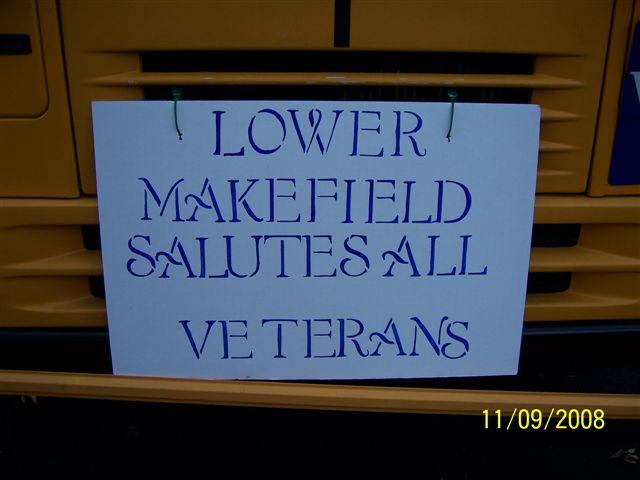 LOWER
MAKEFIELD
SALUTES ALL
VETERANS
11/09/2008